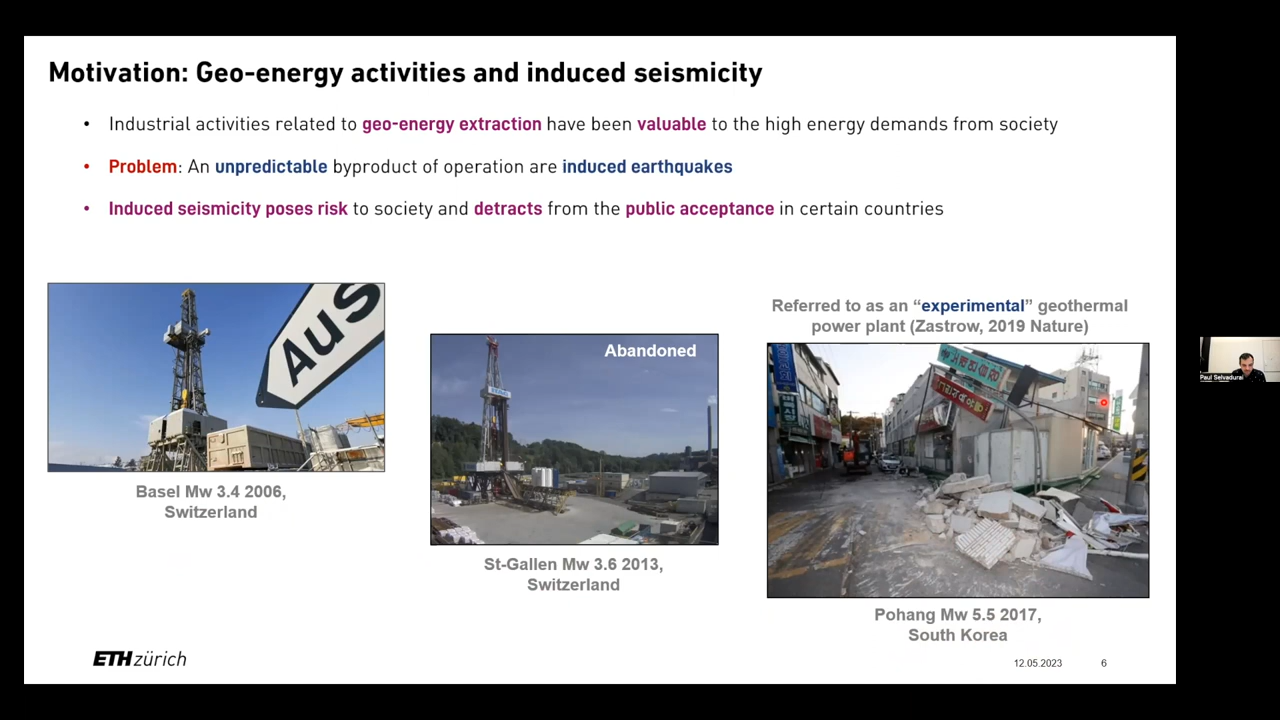 Motivation: Geo-energy activities and induced seismicity
• Industrial activities related to geo-energy extraction have been valuable to the high energy demands from society
• Problem: An unpredictable byproduct of operation are induced earthquakes
• Induced seismicity poses risk to society and detracts from the public acceptance in certain countries
AUS
Basel Mw 3.4 2006,
Switzerland
Abandoned
St-Gallen Mw 3.6 2013,
Switzerland
Referred to as an “experimental” geothermal
power plant (Zastrow, 2019 Nature)
Pohang Mw 5.5 2017,
South Korea
Paul Selvadurai
ETH zürich
12.05.2023
6